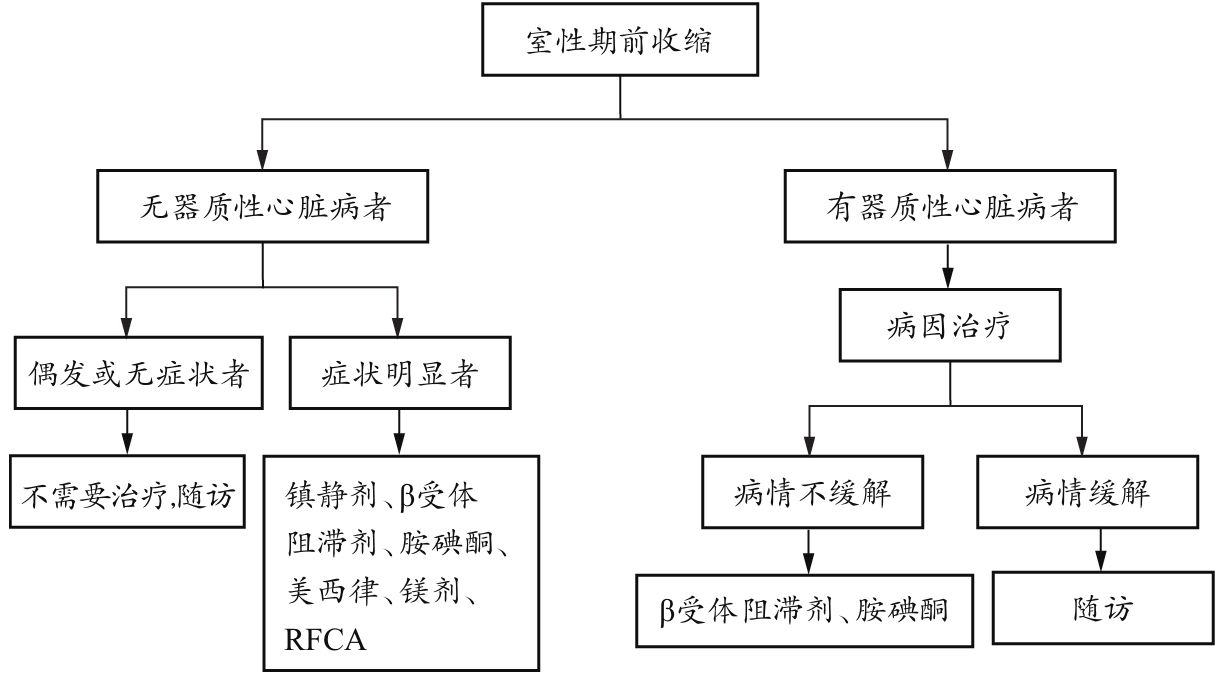 室性期前收缩
无器质性心脏病者
有器质性心脏病者
病因治疗
偶发或无症状者
症状明显者
不需要治疗,随访
镇静剂、β受体
阻滞剂、胺碘酮、
美西律、镁剂、
RFCA
病情不缓解
病情缓解
β受体阻滞剂、胺碘酮
随访